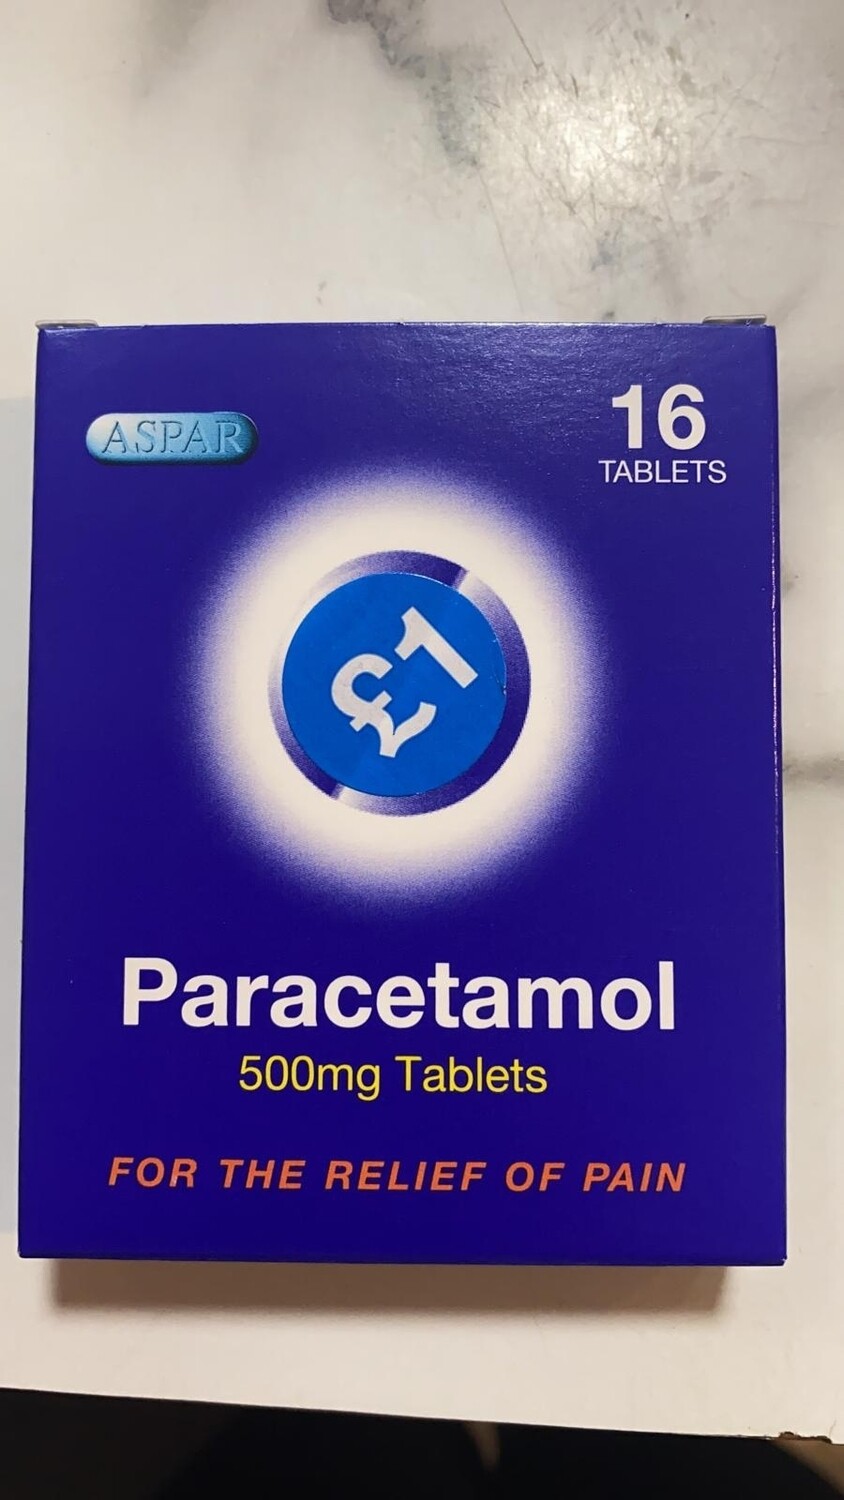 ASPAR
16
TABLETS
£1
Paracetamol
500mg Tablets
FOR THE RELIEF OF PAIN